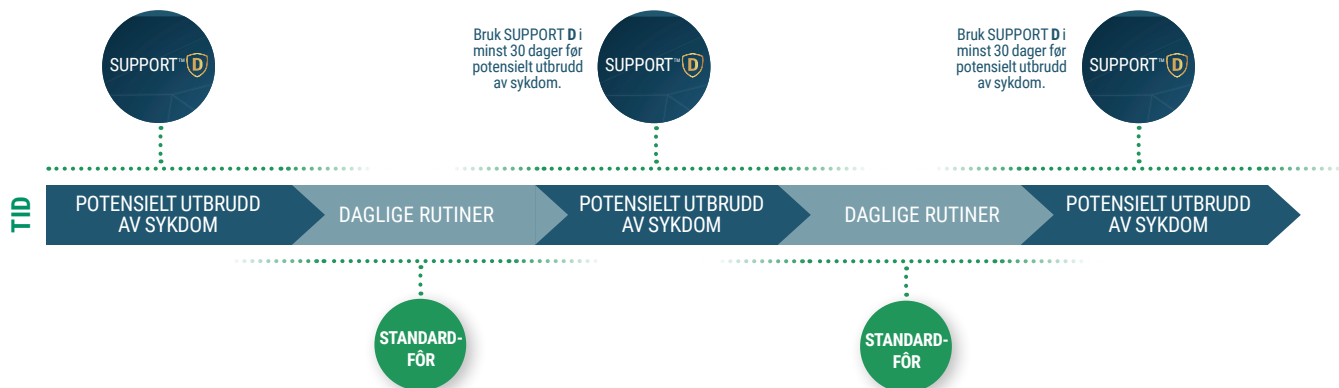 SUPPORT™ D
Bruk SUPPORT D i
minst 30 dager før
potensielt utbrudd
av sykdom.
SUPPORT™ D
Bruk SUPPORT D i
minst 30 dager før
potensielt utbrudd
av sykdom.
SUPPORT™ D
TID
POTENSIELT UTBRUDD
AV SYKDOM
DAGLIGE RUTINER
POTENSIELT UTBRUDD
AV SYKDOM
DAGLIGE RUTINER
POTENSIELT UTBRUDD
AV SYKDOM
STANDARD-
FÔR
STANDARD-
FÔR